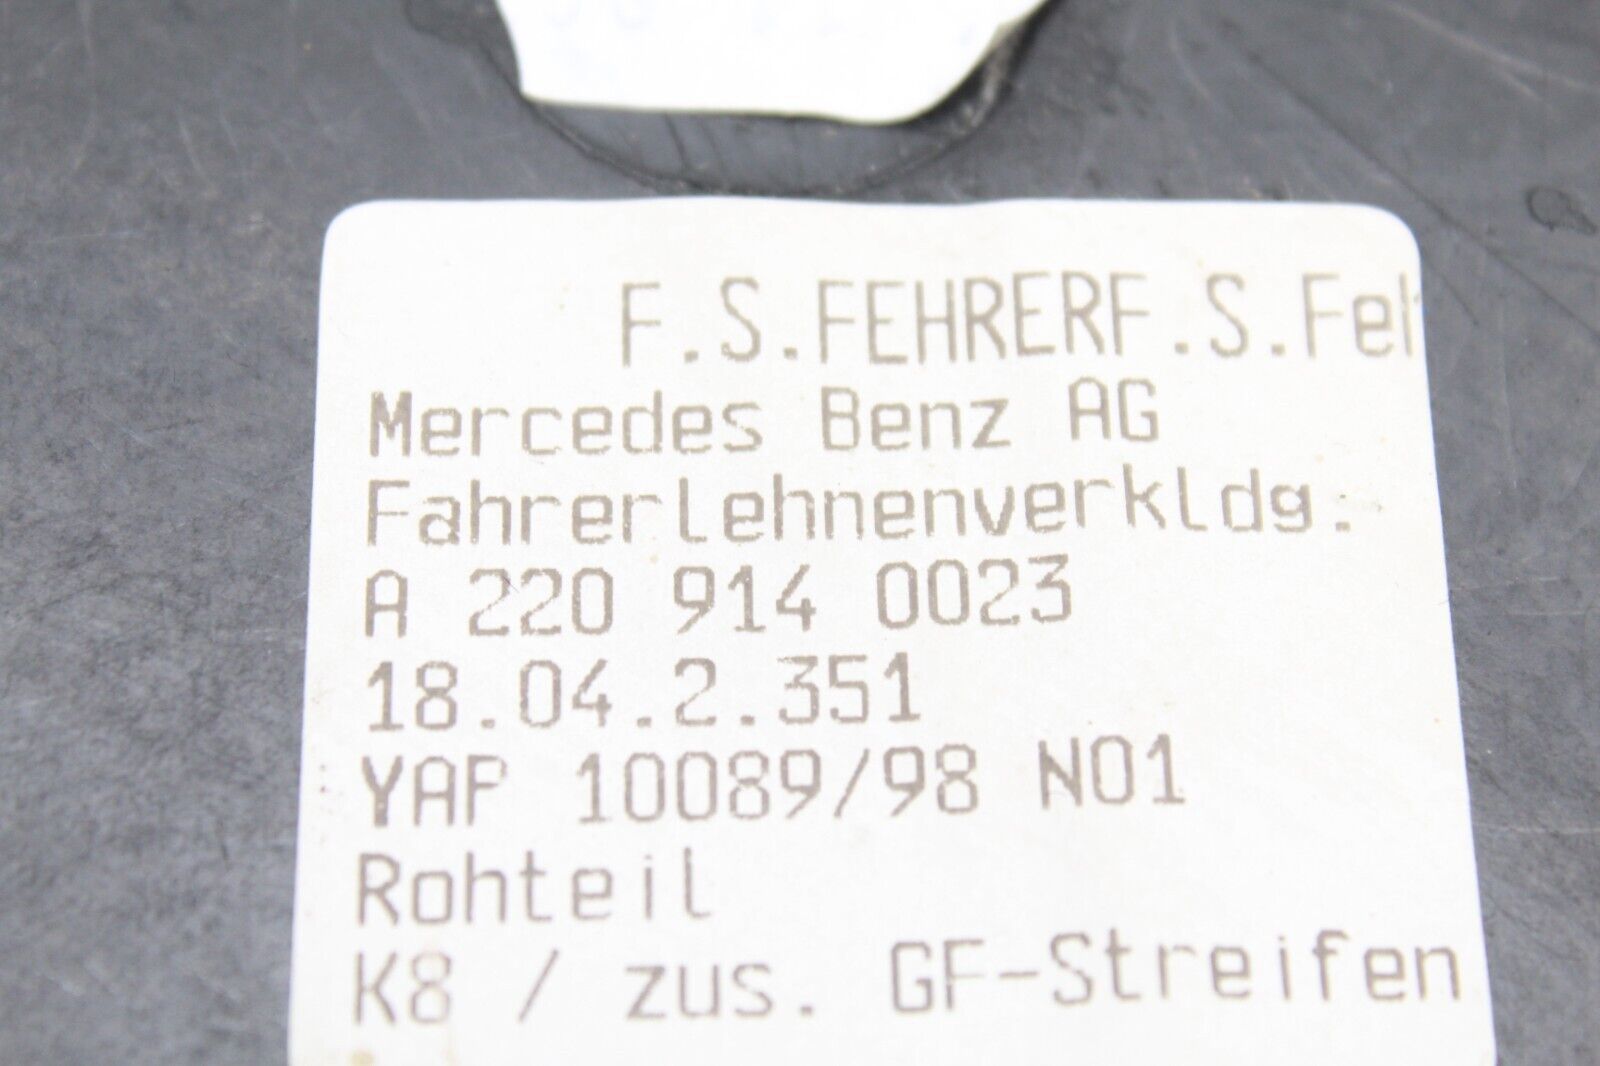 F.S.FEHRERF.S.Feh
Mercedes Benz AG
Fahrerlehnenverkldg.
A 220 914 0023
18.04.2.351
YAP 10089/98 N01
Rohteil
K8 / zus. GF-Streifen